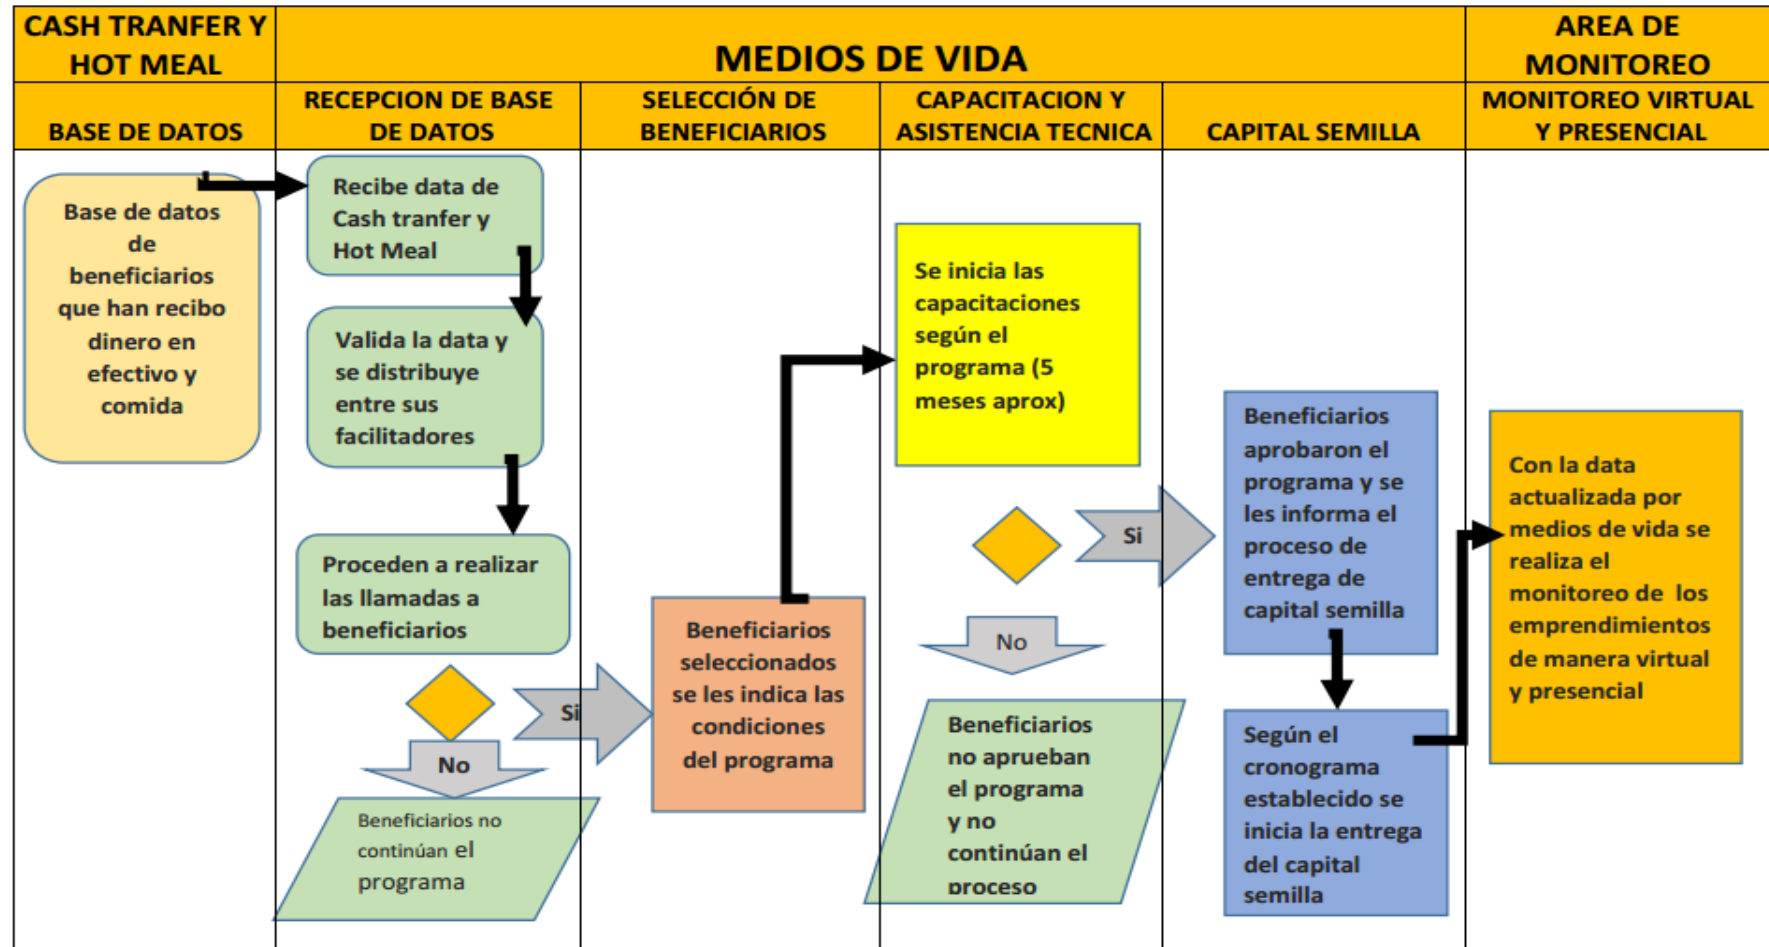 CASH TRANFER Y
HOT MEAL
MEDIOS DE VIDA
AREA DE
MONITOREO
BASE DE DATOS
RECEPCION DE BASE
DE DATOS
SELECCIÓN DE
BENEFICIARIOS
CAPACITACION Y
ASISTENCIA TECNICA
CAPITAL SEMILLA
MONITOREO VIRTUAL
Y PRESENCIAL
Base de datos
de
beneficiarios
que han recibo
dinero en
efectivo y
comida
Recibe data de
Cash tranfer y
Hot Meal
Valida la data y
se distribuye
entre sus
facilitadores
Proceden a realizar
las llamadas a
beneficiarios
Si
No
Beneficiarios no
continúan el
programa
Beneficiarios
seleccionados
se les indica las
condiciones
del programa
Se inicia las
capacitaciones
según el
programa (5
meses aprox)
Si
No
Beneficiarios
no aprueban
el programa
y no
continúan el
proceso
Beneficiarios
aprobaron el
programa y se
les informa el
proceso de
entrega de
capital semilla
Según el
cronograma
establecido se
inicia la entrega
del capital
semilla
Con la data
actualizada por
medios de vida se
realiza el
monitoreo de los
emprendimientos
de manera virtual
y presencial